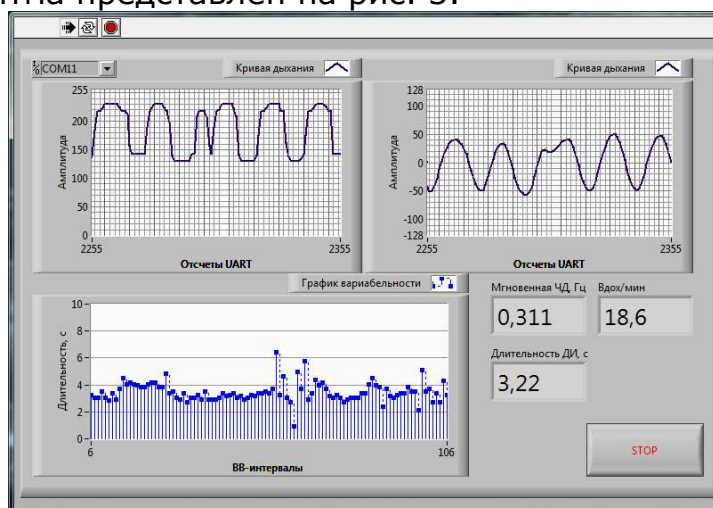 нтна представлен на рис. 5.
COM11
Кривая дыхания
Кривая дыхания
Амплитуда
255
200
150
100
50
0
2255
2355
Отсчеты UART
Амплитуда
128
100
50
0
-50
-100
-128
2255
2355
Отсчеты UART
График вариабельности
Длительность, с
10
8
6
4
2
0
6
106
ВВ-интервалы
Мгновенная ЧД, Гц
Вдох/мин
0,311
18,6
Длительность ДИ, с
3,22
STOP